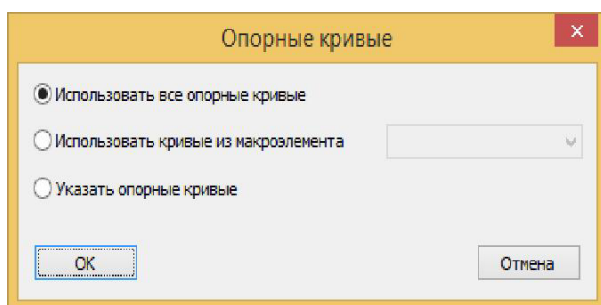 Опорные кривые
Использовать все опорные кривые
Использовать кривые из макроэлемента
Указать опорные кривые
OK Отмена